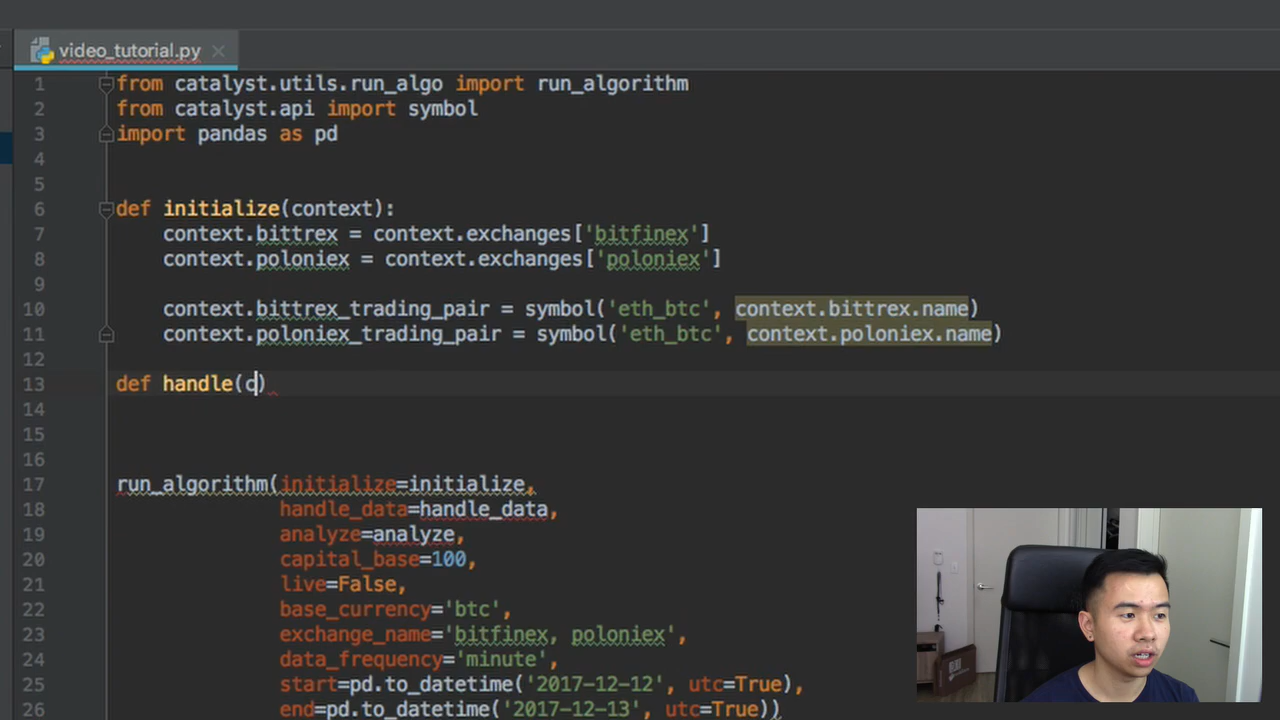 video_tutorial.py
1 from catalyst.utils.run_algo import run_algorithm
2 from catalyst.api import symbol
3 import pandas as pd
4
5
6 def initialize(context):
7 context.bittrex = context.exchanges['bitfinex']
8 context.poloniex = context.exchanges['poloniex']
9
10 context.bittrex_trading_pair = symbol('eth_btc', context.bittrex.name)
11 context.poloniex_trading_pair = symbol('eth_btc', context.poloniex.name)
12
13 def handle(c)
14
15
16
17 run_algorithm(initialize=initialize,
18 handle_data=handle_data,
19 analyze=analyze,
20 capital_base=100,
21 live=False,
22 base_currency='btc',
23 exchange_name='bitfinex, poloniex',
24 data_frequency='minute',
25 start=pd.to_datetime('2017-12-12', utc=True),
26 end=pd.to_datetime('2017-12-13', utc=True))